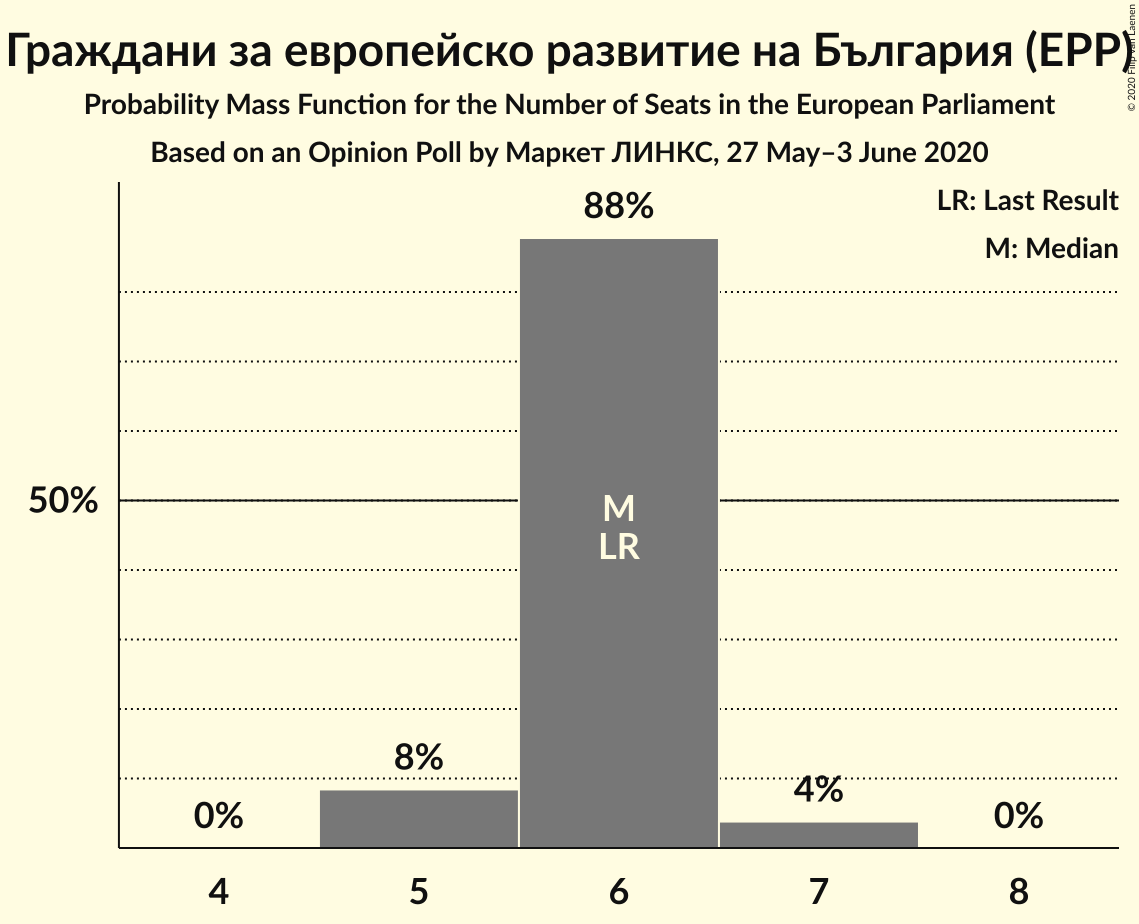 Граждани за европейско развитие на България (EPP)
© 2020 Filip van Laenen
Probability Mass Function for the Number of Seats in the European Parliament
Based on an Opinion Poll by Маркет ЛИНКС, 27 May–3 June 2020
LR: Last Result
M: Median
88%
50%
M
LR
8%
4%
0%
0%
4
5
6
7
8